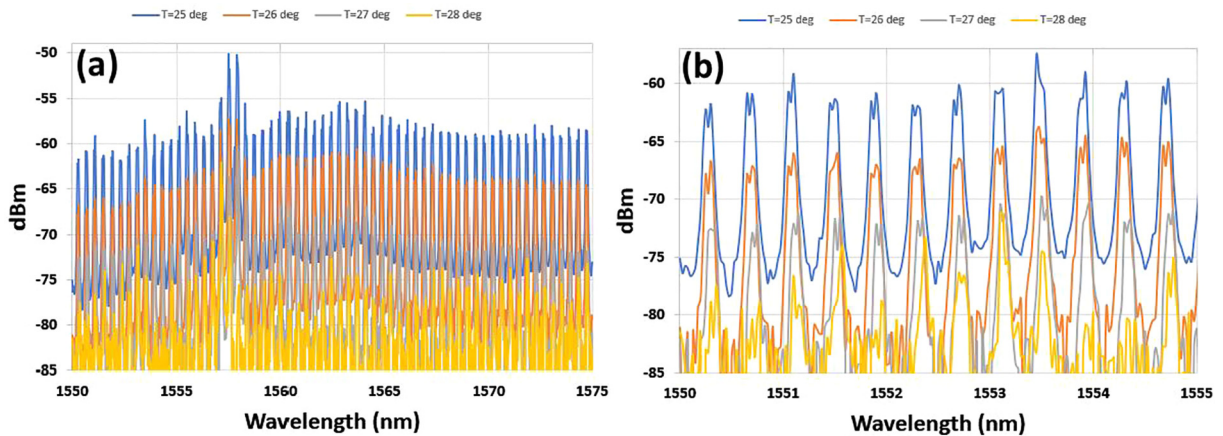 T=25 deg T=26 deg T=27 deg T=28 deg
(a)
-50
-55
-60
-65
-70
-75
-80
-85
dBm
1550 1555 1560 1565 1570 1575
Wavelength (nm)
T=25 deg T=26 deg T=27 deg T=28 deg
(b)
-60
-65
-70
-75
-80
-85
dBm
1550 1551 1552 1553 1554 1555
Wavelength (nm)